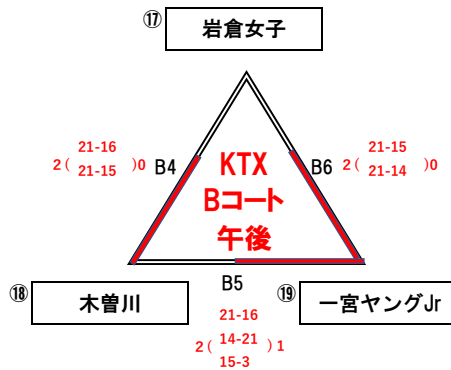 ⑰ 岩倉女子
21-16
2 ( 21-15 )0 B4
KTX
Bコート
午後
21-15
B6 2 ( 21-14 )0
⑱ 木曽川
B5
⑲ 一宮ヤングJr
21-16
2 ( 14-21 ) 1
15-3